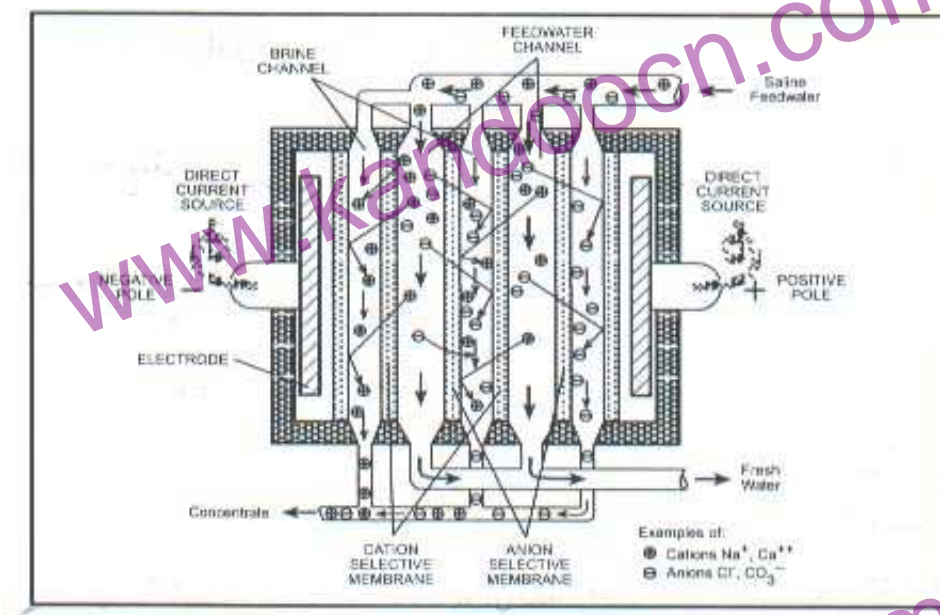 FEEDWATER
CHANNEL
BRINE
CHANNEL
Saline
Feedwater
DIRECT
CURRENT
SOURCE
DIRECT
CURRENT
SOURCE
NEGATIVE
POLE
POSITIVE
POLE
ELECTRODE
Fresh
Water
Concentrate
CATION
SELECTIVE
MEMBRANE
ANION
SELECTIVE
MEMBRANE
Examples of:
⊕ Cations Na⁺, Ca⁺⁺
⊖ Anions Cl⁻, CO₃⁻
www.kandoocn.com